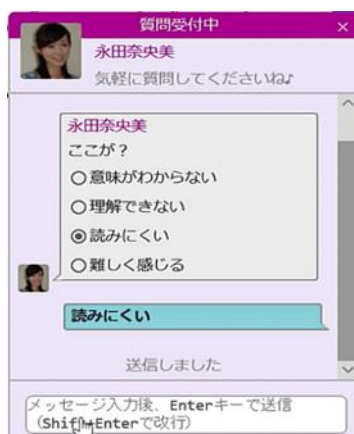 質問受付中
×
永田奈央美
気軽に質問してくださいね♪
永田奈央美
ここが？
意味がわからない
理解できない
読みにくい
難しく感じる
読みにくい
送信しました
メッセージ入力後、Enterキーで送信
（Shift+Enterで改行）